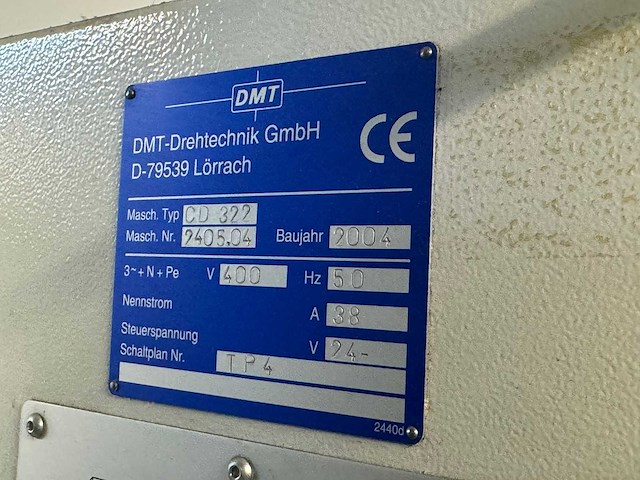 DMT
DMT-Drehtechnik GmbH
D-79539 Lörrach
CE
Masch. Typ CD 322
Masch. Nr. 2405,04 Baujahr 2004
3~+ N + Pe V 400 Hz 50
Nennstrom A 38
Steuerspannung V 24-
Schaltplan Nr. TP4
2440d